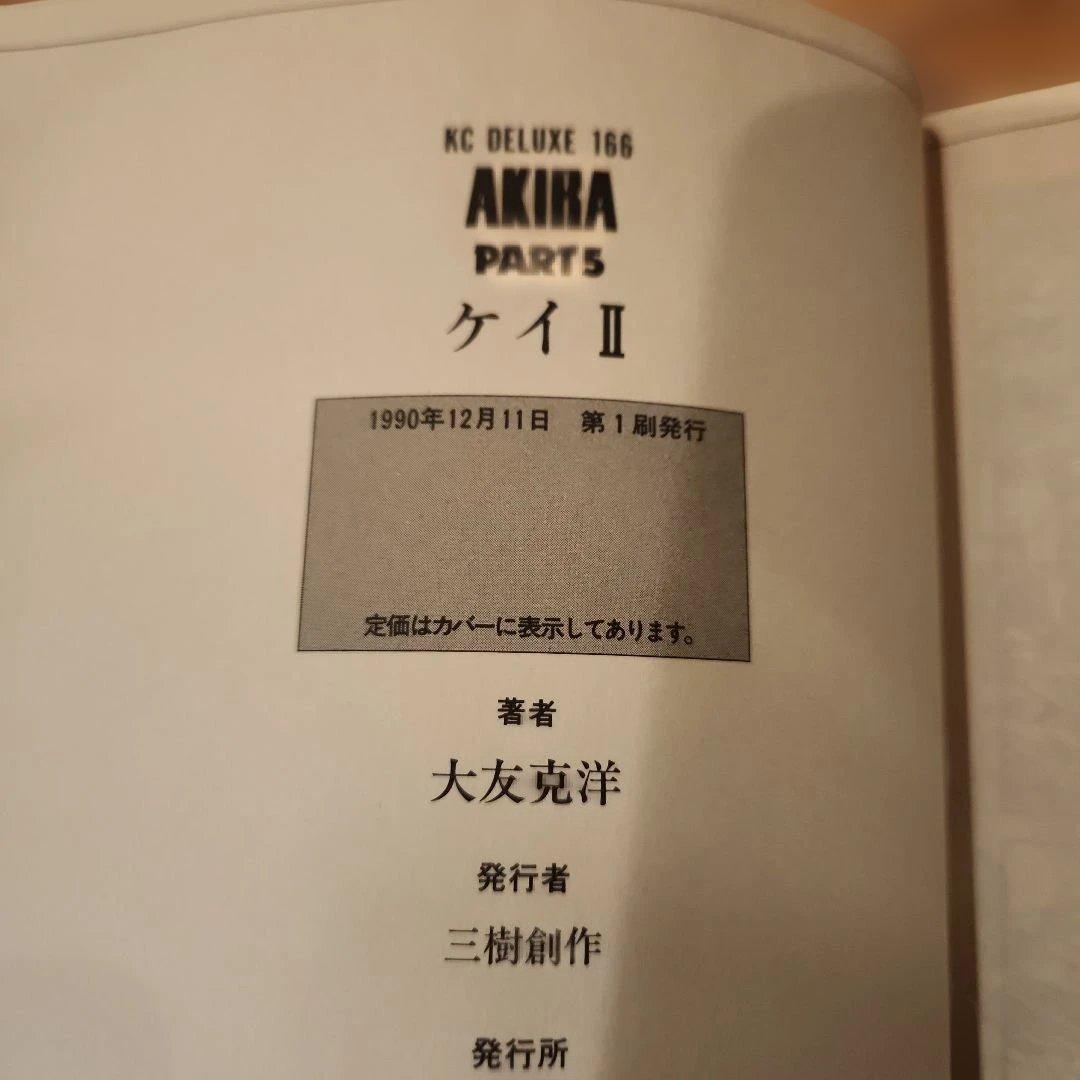 KC DELUXE 166
AKIRA
PART5
ケイ II
1990年12月11日　第1刷発行
定価はカバーに表示してあります。
著者
大友克洋
発行者
三樹創作
発行所